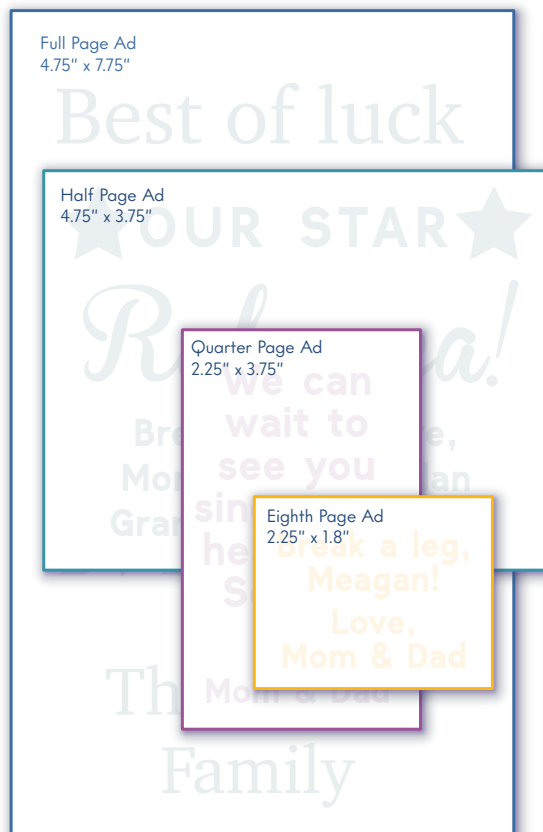 Full Page Ad
4.75" x 7.75"
Best of luck
Half Page Ad
4.75" x 3.75"
OUR STAR
Quarter Page Ad
2.25" x 3.75"
We can
wait to
see you
Eighth Page Ad
2.25" x 1.8"
Break a leg,
Meagan!
Love,
Mom & Dad
Mom & Dad
Family